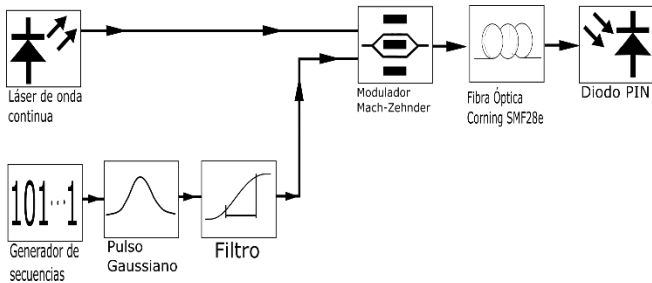 Láser de onda
continua
Modulador
Mach-Zehnder
Fibra Óptica
Corning SMF28e
Diodo PIN
101···1
Generador de
secuencias
Pulso
Gaussiano
Filtro